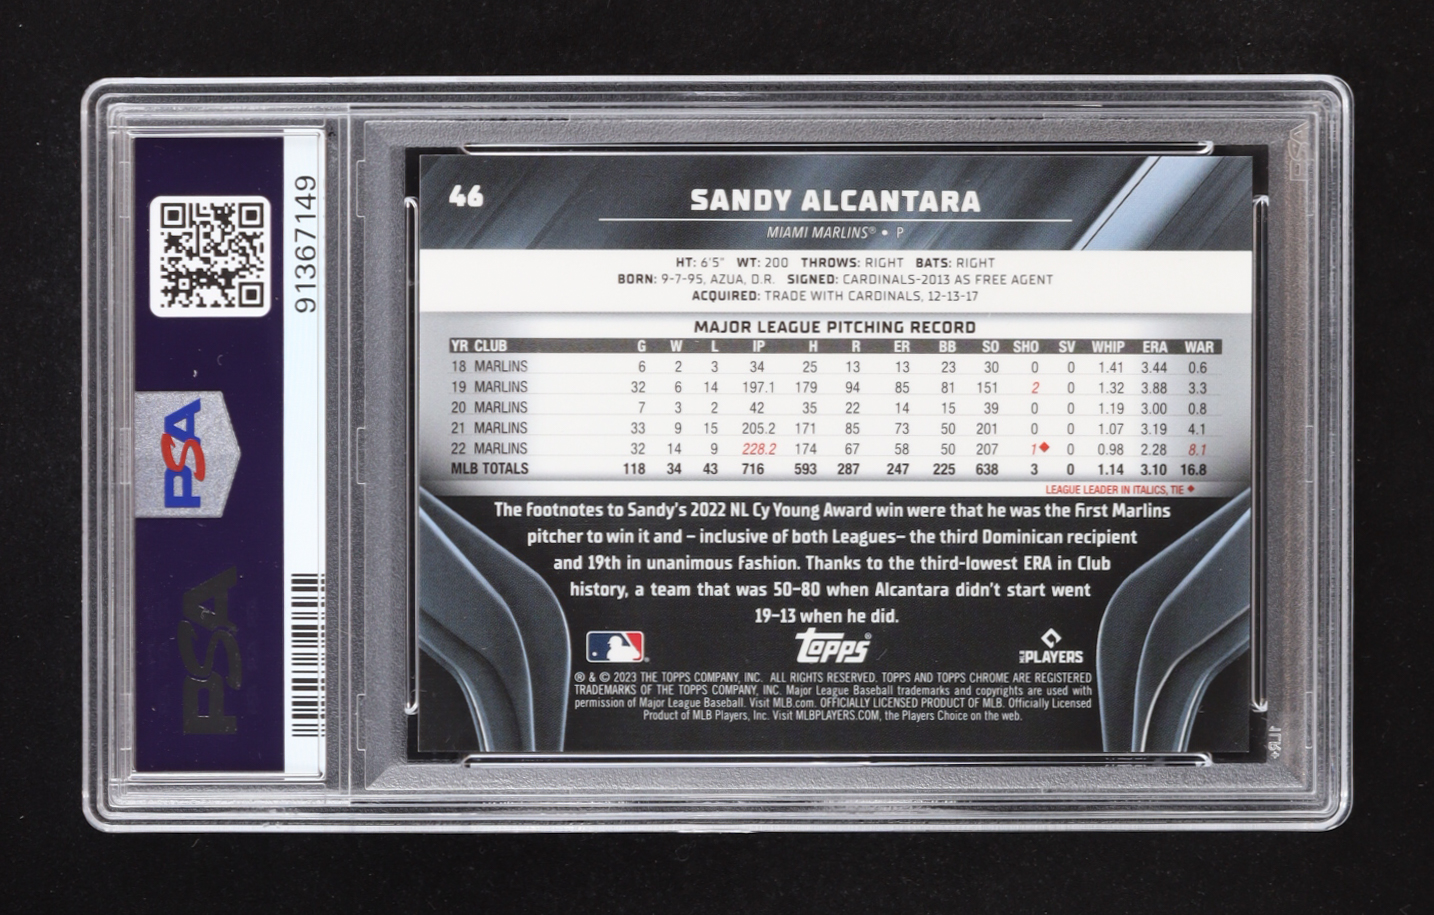 46
SANDY ALCANTARA
MIAMI MARLINS® • P
HT: 6'5" WT: 200 THROWS: RIGHT BATS: RIGHT
BORN: 9-7-95, AZUA, D.R. SIGNED: CARDINALS-2013 AS FREE AGENT
ACQUIRED: TRADE WITH CARDINALS, 12-13-17
MAJOR LEAGUE PITCHING RECORD
YR CLUB G W L IP H R ER BB SO SHO SV WHIP ERA WAR
18 MARLINS 6 2 3 34 25 13 13 23 30 0 0 1.41 3.44 0.6
19 MARLINS 32 6 14 197.1 179 94 85 81 151 2 0 1.32 3.88 3.3
20 MARLINS 7 3 2 42 35 22 14 15 39 0 0 1.19 3.00 0.8
21 MARLINS 33 9 15 205.2 171 85 73 50 201 0 0 1.07 3.19 4.1
22 MARLINS 32 14 9 228.2 174 67 58 50 207 1◆ 0 0.98 2.28 8.1
MLB TOTALS 118 34 43 716 593 287 247 225 638 3 0 1.14 3.10 16.8
LEAGUE LEADER IN ITALICS, TIE ◆
The footnotes to Sandy's 2022 NL Cy Young Award win were that he was the first Marlins
pitcher to win it and – inclusive of both Leagues– the third Dominican recipient
and 19th in unanimous fashion. Thanks to the third-lowest ERA in Club
history, a team that was 50-80 when Alcantara didn't start went
19-13 when he did.
Topps®
MLB PLAYERS
® & © 2023 THE TOPPS COMPANY, INC. ALL RIGHTS RESERVED. TOPPS AND TOPPS CHROME ARE REGISTERED
TRADEMARKS OF THE TOPPS COMPANY, INC. Major League Baseball trademarks and copyrights are used with
permission of Major League Baseball. Visit MLB.com. OFFICIALLY LICENSED PRODUCT OF MLB. Officially Licensed
Product of MLB Players, Inc. Visit MLBPLAYERS.COM, the Players Choice on the web.
91367149
PSA
PSA
PSA